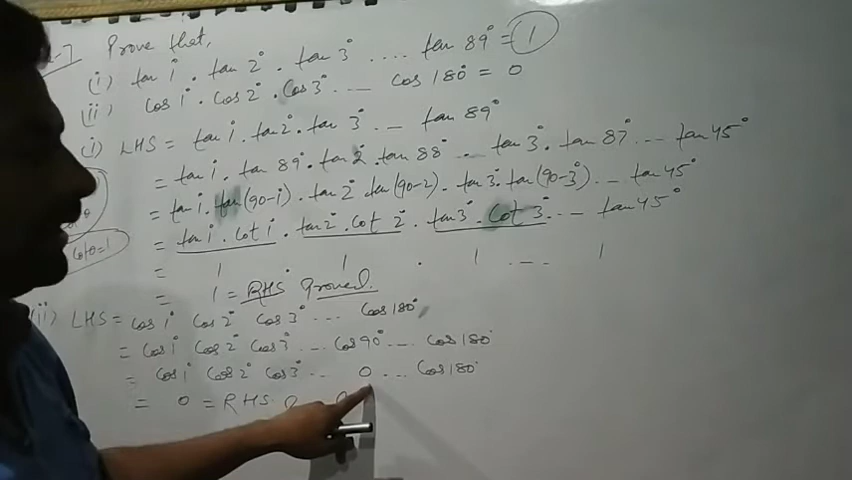 Prove that,
(i) tan 1° . tan 2° . tan 3° .... tan 89° = 1
(ii) cos 1° . cos 2° . cos 3° .... cos 180° = 0
(i) LHS = tan 1° . tan 2° . tan 3° .... tan 89°
= tan 1° . tan 89° . tan 2° . tan 88° . tan 3° . tan 87° ... tan 45°
= tan 1° . tan (90-1°) . tan 2° tan (90-2) . tan 3° . tan (90-3°) ... tan 45°
cotθ=1
= tan 1° . cot 1° . tan 2° . cot 2° . tan 3° . cot 3° ... tan 45°
= 1 . 1 . 1 .... 1
= 1 = RHS Proved.
(ii) LHS = cos 1° cos 2° cos 3° ... cos 180°
= cos 1° cos 2° cos 3° ... cos 90° ... cos 180°
= cos 1° cos 2° cos 3° ... 0 ... cos 180°
= 0 = RHS